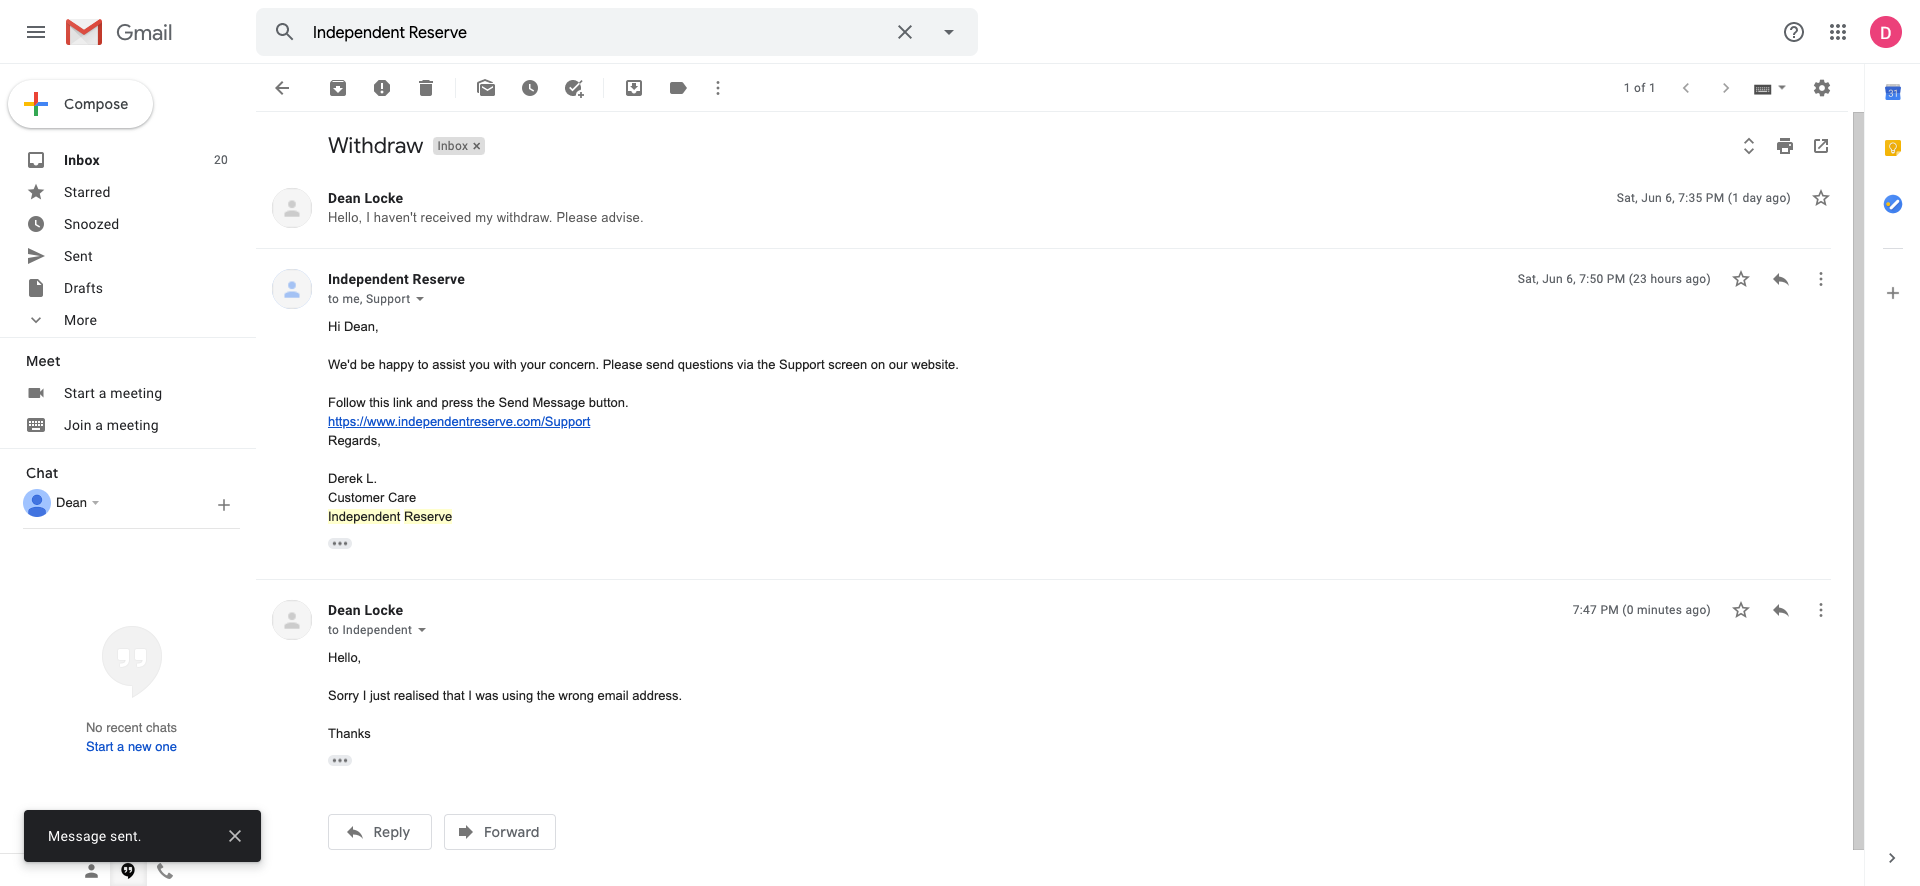 Gmail
Independent Reserve
D
Compose
1 of 1
31
Withdraw
Inbox ×
Inbox 20
Starred
Snoozed
Sent
Drafts
More
Meet
Start a meeting
Join a meeting
Chat
Dean
No recent chats
Start a new one
Message sent.
Dean Locke
Sat, Jun 6, 7:35 PM (1 day ago)
Hello, I haven't received my withdraw. Please advise.
Independent Reserve
Sat, Jun 6, 7:50 PM (23 hours ago)
to me, Support
Hi Dean,
We'd be happy to assist you with your concern. Please send questions via the Support screen on our website.
Follow this link and press the Send Message button.
https://www.independentreserve.com/Support
Regards,
Derek L.
Customer Care
Independent Reserve
Dean Locke
7:47 PM (0 minutes ago)
to Independent
Hello,
Sorry I just realised that I was using the wrong email address.
Thanks
Reply
Forward